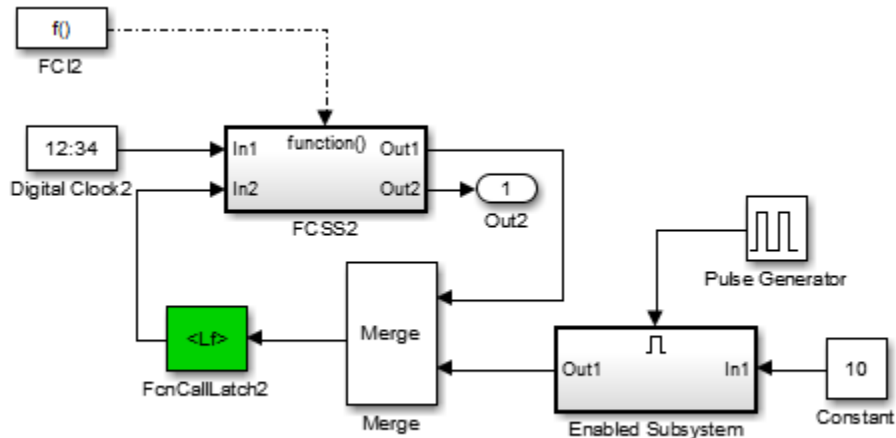 f()
FCI2
12:34
Digital Clock2
In1 function() Out1
In2 Out2
FCSS2
1
Out2
Pulse Generator
Merge
<Lf>
FcnCallLatch2
Merge
Out1 In1
Enabled Subsystem
10
Constant